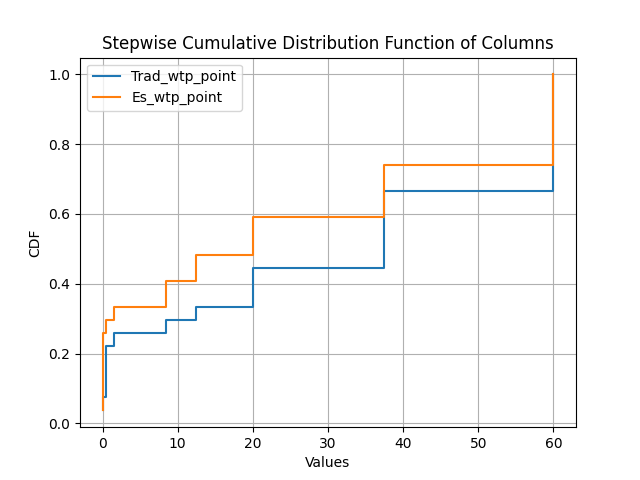 Stepwise Cumulative Distribution Function of Columns
Trad_wtp_point
Es_wtp_point
CDF
1.0
0.8
0.6
0.4
0.2
0.0
0 10 20 30 40 50 60
Values